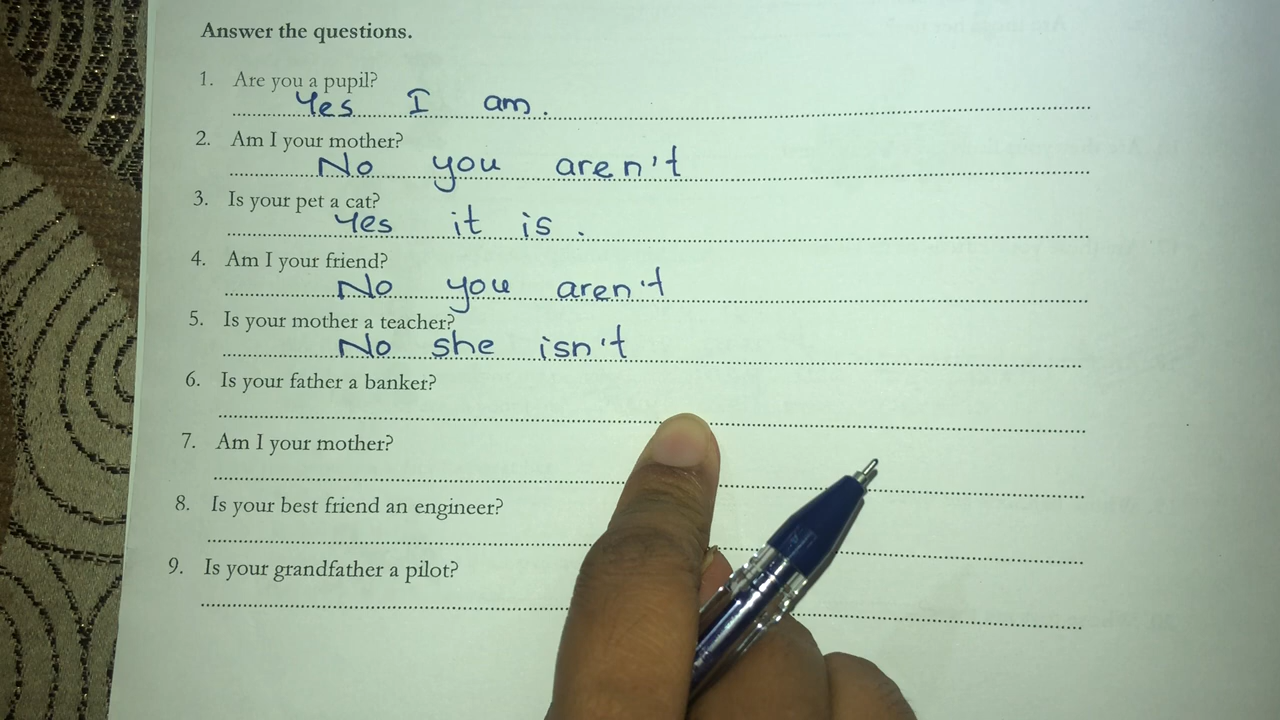 Answer the questions.
1. Are you a pupil?
Yes I am.
2. Am I your mother?
No you aren't
3. Is your pet a cat?
Yes it is.
4. Am I your friend?
No you aren't
5. Is your mother a teacher?
No she isn't
6. Is your father a banker?
7. Am I your mother?
8. Is your best friend an engineer?
9. Is your grandfather a pilot?